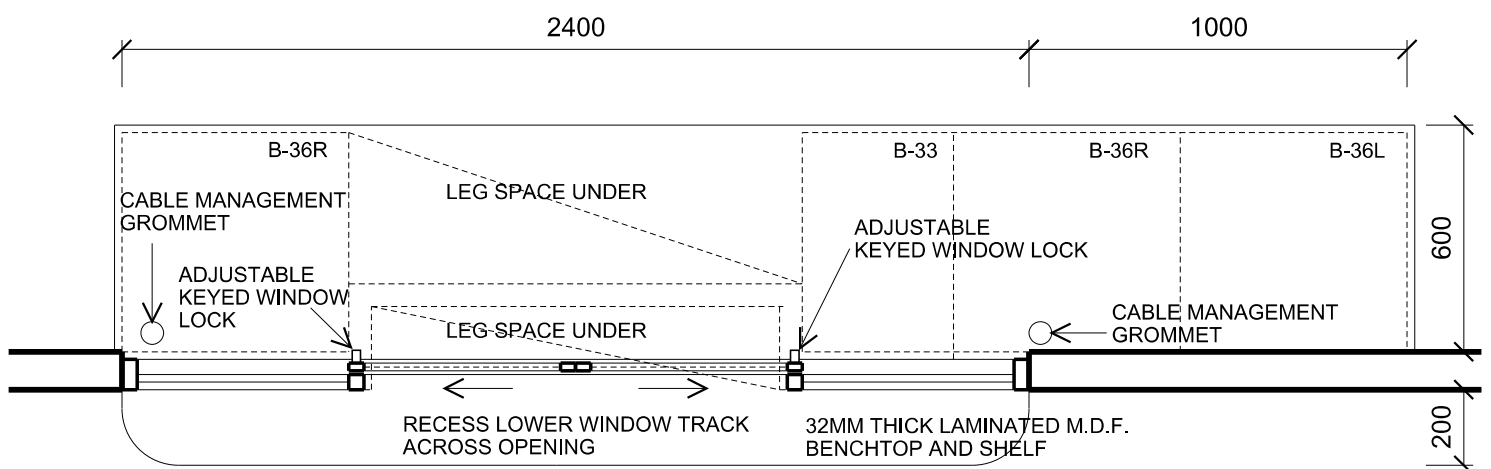 2400
1000
B-36R
B-33
B-36R
B-36L
LEG SPACE UNDER
CABLE MANAGEMENT
GROMMET
ADJUSTABLE
KEYED WINDOW LOCK
600
ADJUSTABLE
KEYED WINDOW
LOCK
LEG SPACE UNDER
CABLE MANAGEMENT
GROMMET
RECESS LOWER WINDOW TRACK
ACROSS OPENING
32MM THICK LAMINATED M.D.F.
BENCHTOP AND SHELF
200